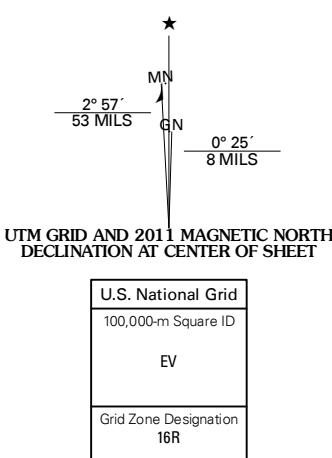 ★
MN
2° 57´
53 MILS
GN
0° 25´
8 MILS
UTM GRID AND 2011 MAGNETIC NORTH
DECLINATION AT CENTER OF SHEET
U.S. National Grid
100,000-m Square ID
EV
Grid Zone Designation
16R